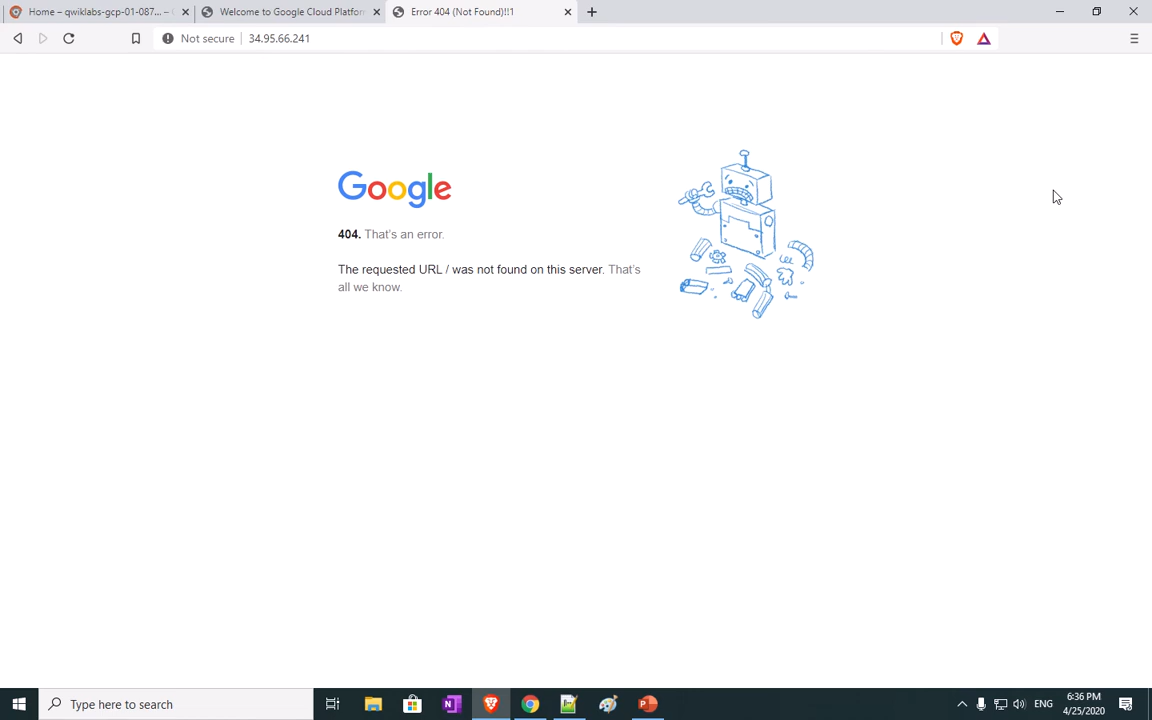 Home – qwiklabs-gcp-01-087... –
Welcome to Google Cloud Platfor
Error 404 (Not Found)!!1
Not secure
34.95.66.241
Google
404. That's an error.
The requested URL / was not found on this server. That's
all we know.
Type here to search
ENG
6:36 PM
4/25/2020